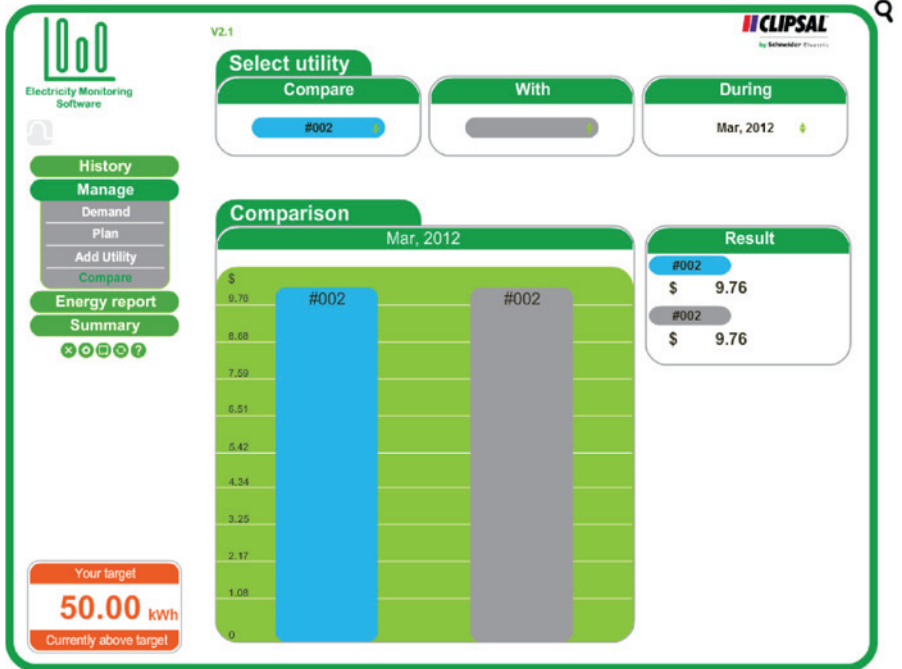 V2.1
CLIPSAL
by Schneider Electric
Electricity Monitoring
Software
Select utility
Compare
With
During
#002
Mar, 2012
History
Manage
Demand
Plan
Add Utility
Compare
Energy report
Summary
?
Comparison
Mar, 2012
$
9.76
8.68
7.59
6.51
5.42
4.34
3.25
2.17
1.08
0
#002
#002
Result
#002
$ 9.76
#002
$ 9.76
Your target
50.00 kWh
Currently above target